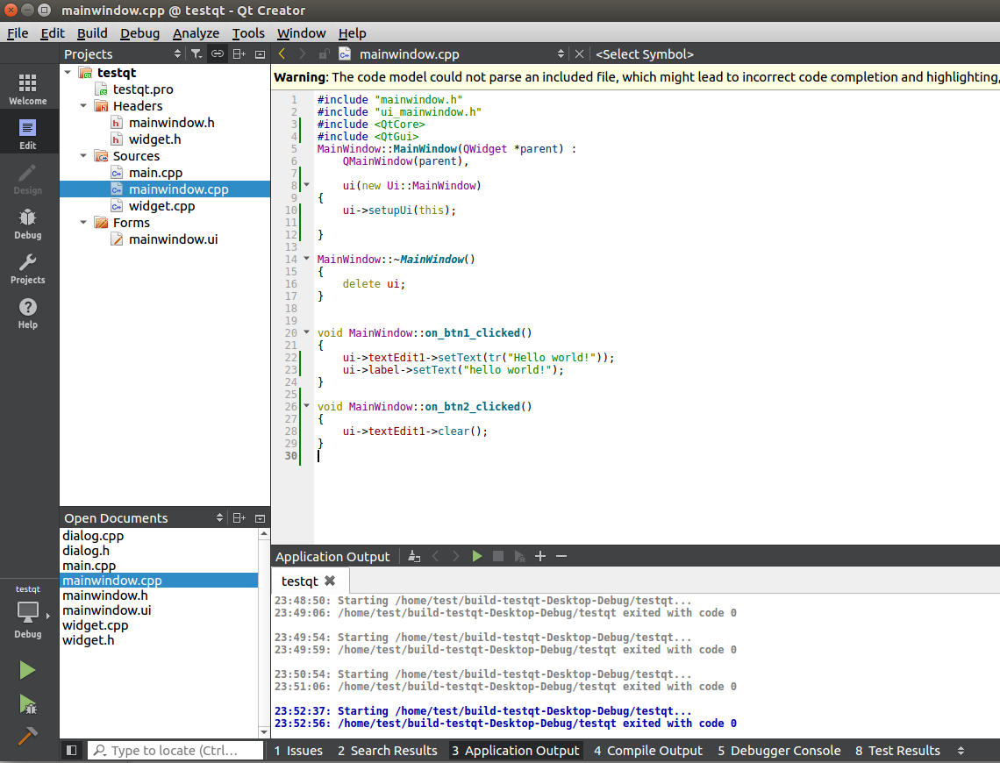 mainwindow.cpp @ testqt - Qt Creator
File Edit Build Debug Analyze Tools Window Help
Welcome
Edit
Design
Debug
Projects
Help
testqt
Debug
Projects
testqt
testqt.pro
Headers
mainwindow.h
widget.h
Sources
main.cpp
mainwindow.cpp
widget.cpp
Forms
mainwindow.ui
Open Documents
dialog.cpp
dialog.h
main.cpp
mainwindow.cpp
mainwindow.h
mainwindow.ui
widget.cpp
widget.h
mainwindow.cpp <Select Symbol>
Warning: The code model could not parse an included file, which might lead to incorrect code completion and highlighting,
1 #include "mainwindow.h"
2 #include "ui_mainwindow.h"
3 #include <QtCore>
4 #include <QtGui>
5 MainWindow::MainWindow(QWidget *parent) :
6 QMainWindow(parent),
7
8 ui(new Ui::MainWindow)
9 {
10 ui->setupUi(this);
11
12 }
13
14 MainWindow::~MainWindow()
15 {
16 delete ui;
17 }
18
19
20 void MainWindow::on_btn1_clicked()
21 {
22 ui->textEdit1->setText(tr("Hello world!"));
23 ui->label->setText("hello world!");
24 }
25
26 void MainWindow::on_btn2_clicked()
27 {
28 ui->textEdit1->clear();
29 }
30
Application Output
testqt
23:48:50: Starting /home/test/build-testqt-Desktop-Debug/testqt...
23:49:06: /home/test/build-testqt-Desktop-Debug/testqt exited with code 0
23:49:54: Starting /home/test/build-testqt-Desktop-Debug/testqt...
23:49:59: /home/test/build-testqt-Desktop-Debug/testqt exited with code 0
23:50:54: Starting /home/test/build-testqt-Desktop-Debug/testqt...
23:51:06: /home/test/build-testqt-Desktop-Debug/testqt exited with code 0
23:52:37: Starting /home/test/build-testqt-Desktop-Debug/testqt...
23:52:56: /home/test/build-testqt-Desktop-Debug/testqt exited with code 0
Type to locate (Ctrl... 1 Issues 2 Search Results 3 Application Output 4 Compile Output 5 Debugger Console 8 Test Results